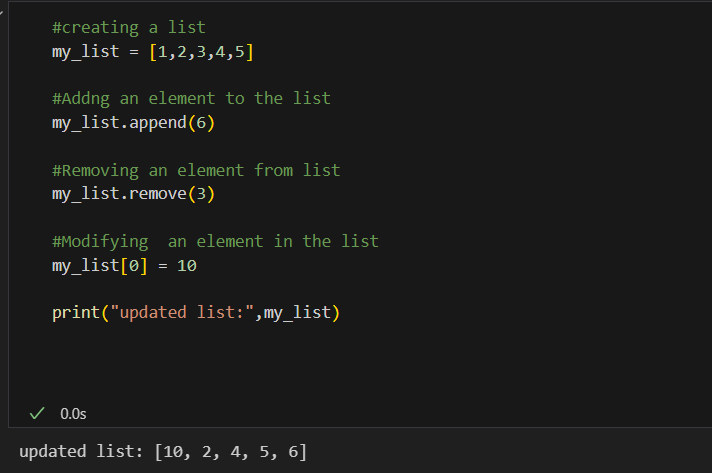 #creating a list
my_list = [1,2,3,4,5]
#Addng an element to the list
my_list.append(6)
#Removing an element from list
my_list.remove(3)
#Modifying  an element in the list
my_list[0] = 10
print("updated list:",my_list)
0.0s
updated list: [10, 2, 4, 5, 6]